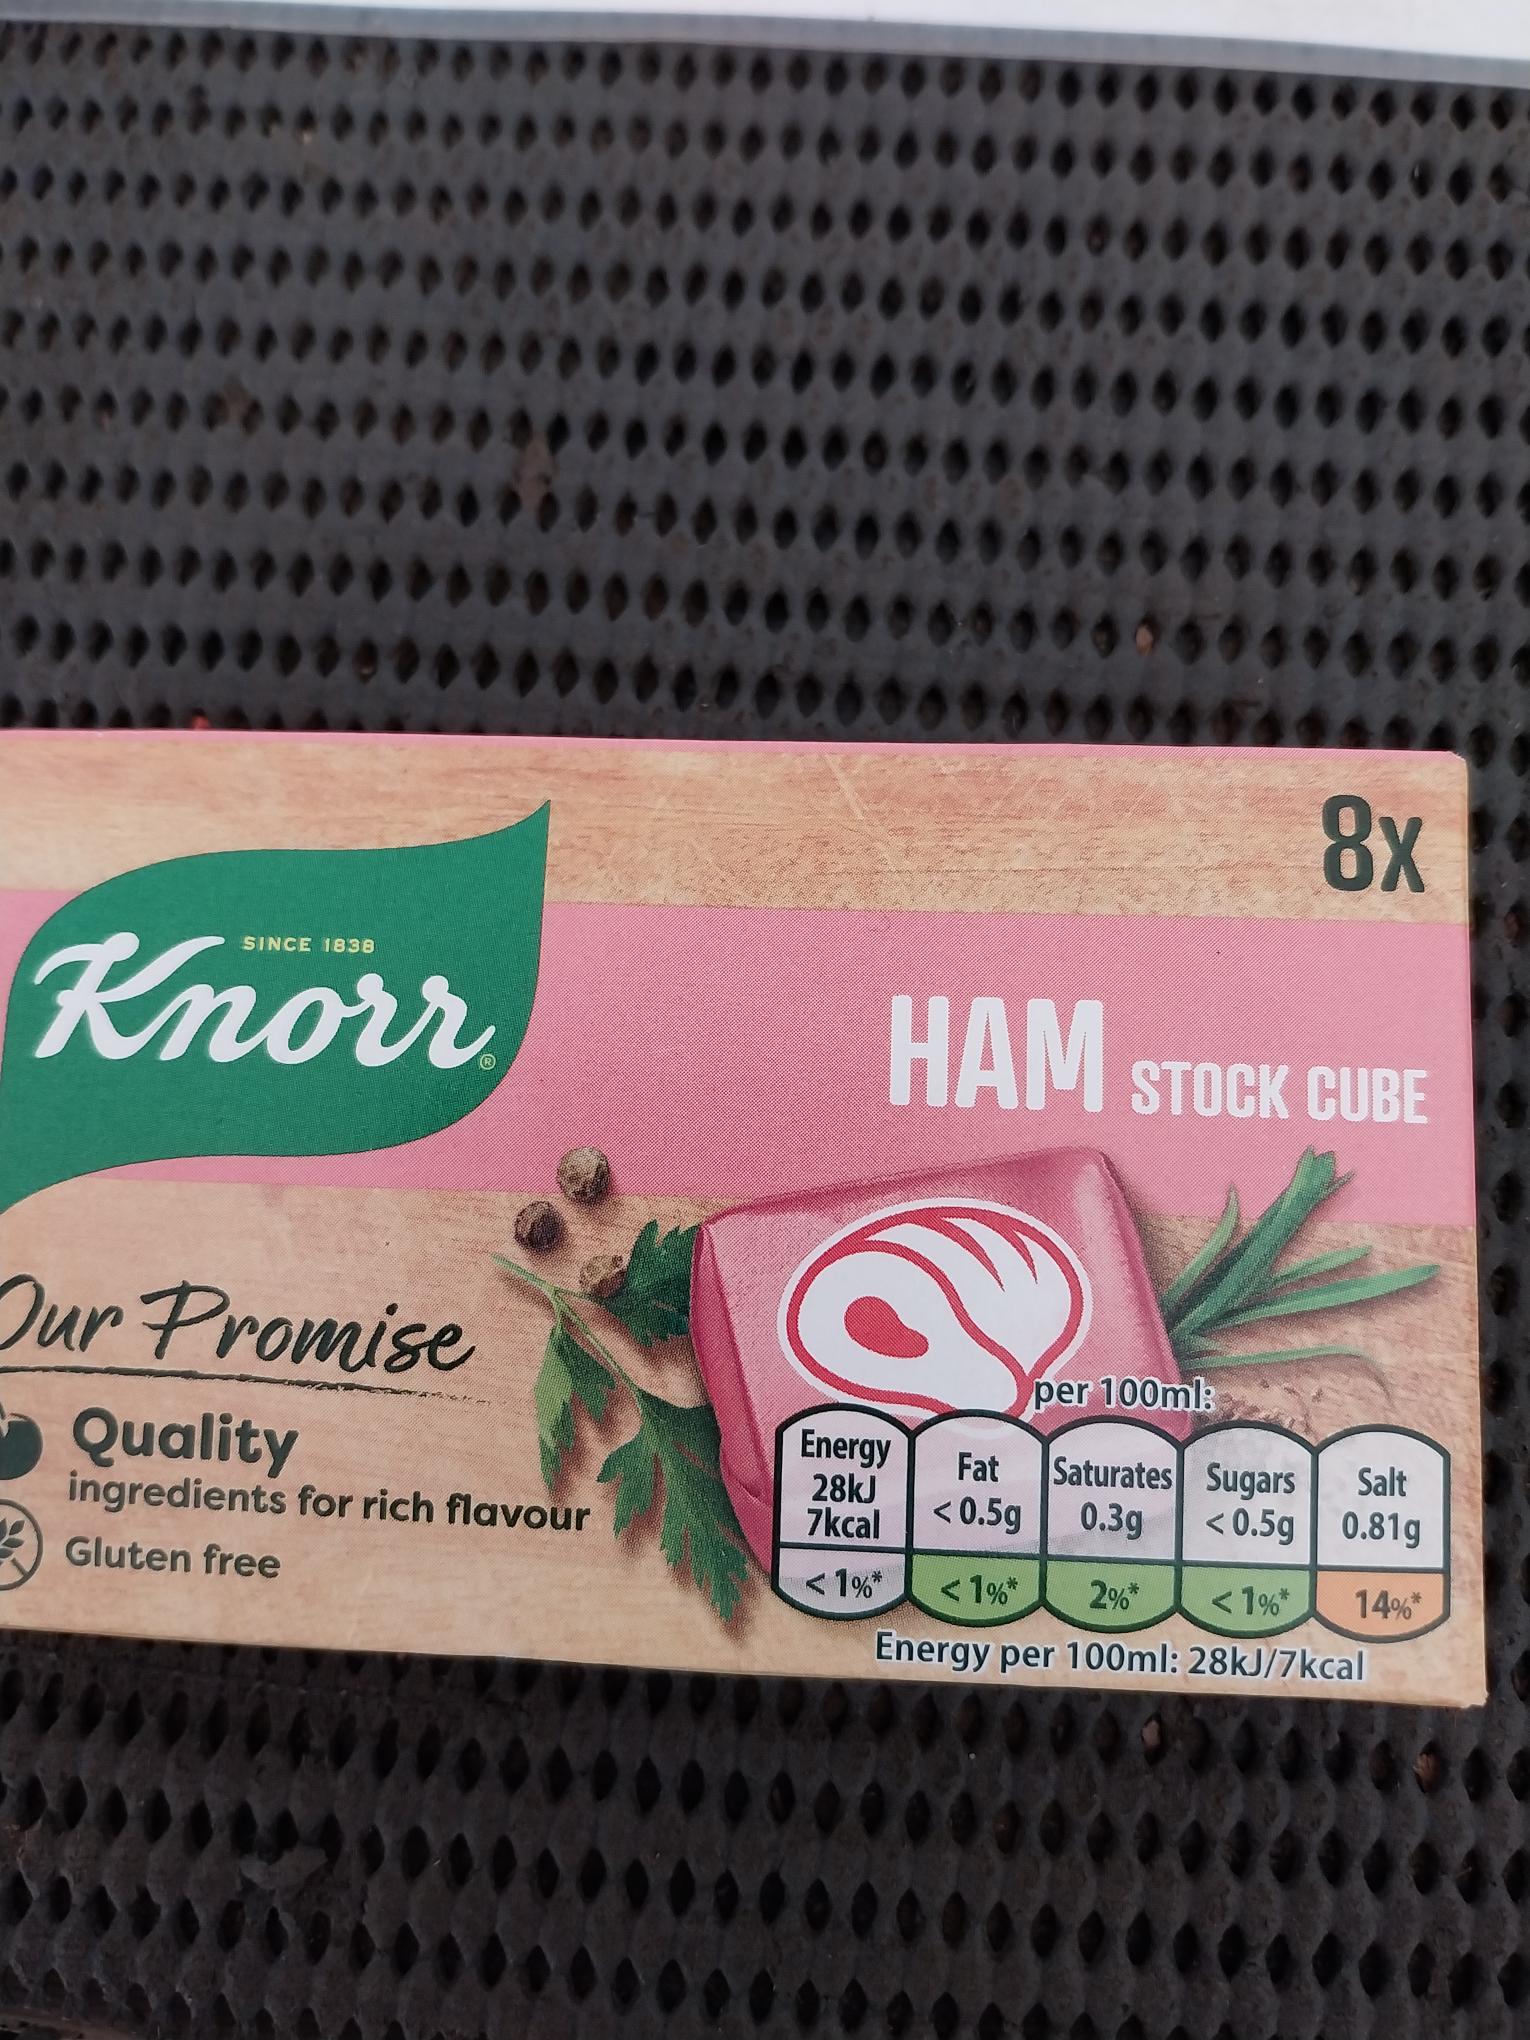 8x
SINCE 1838
Knorr®
HAM STOCK CUBE
Our Promise
Quality
ingredients for rich flavour
Gluten free
per 100ml:
Energy 28kJ 7kcal <1%*
Fat <0.5g <1%*
Saturates 0.3g 2%*
Sugars <0.5g <1%*
Salt 0.81g 14%*
Energy per 100ml: 28kJ/7kcal